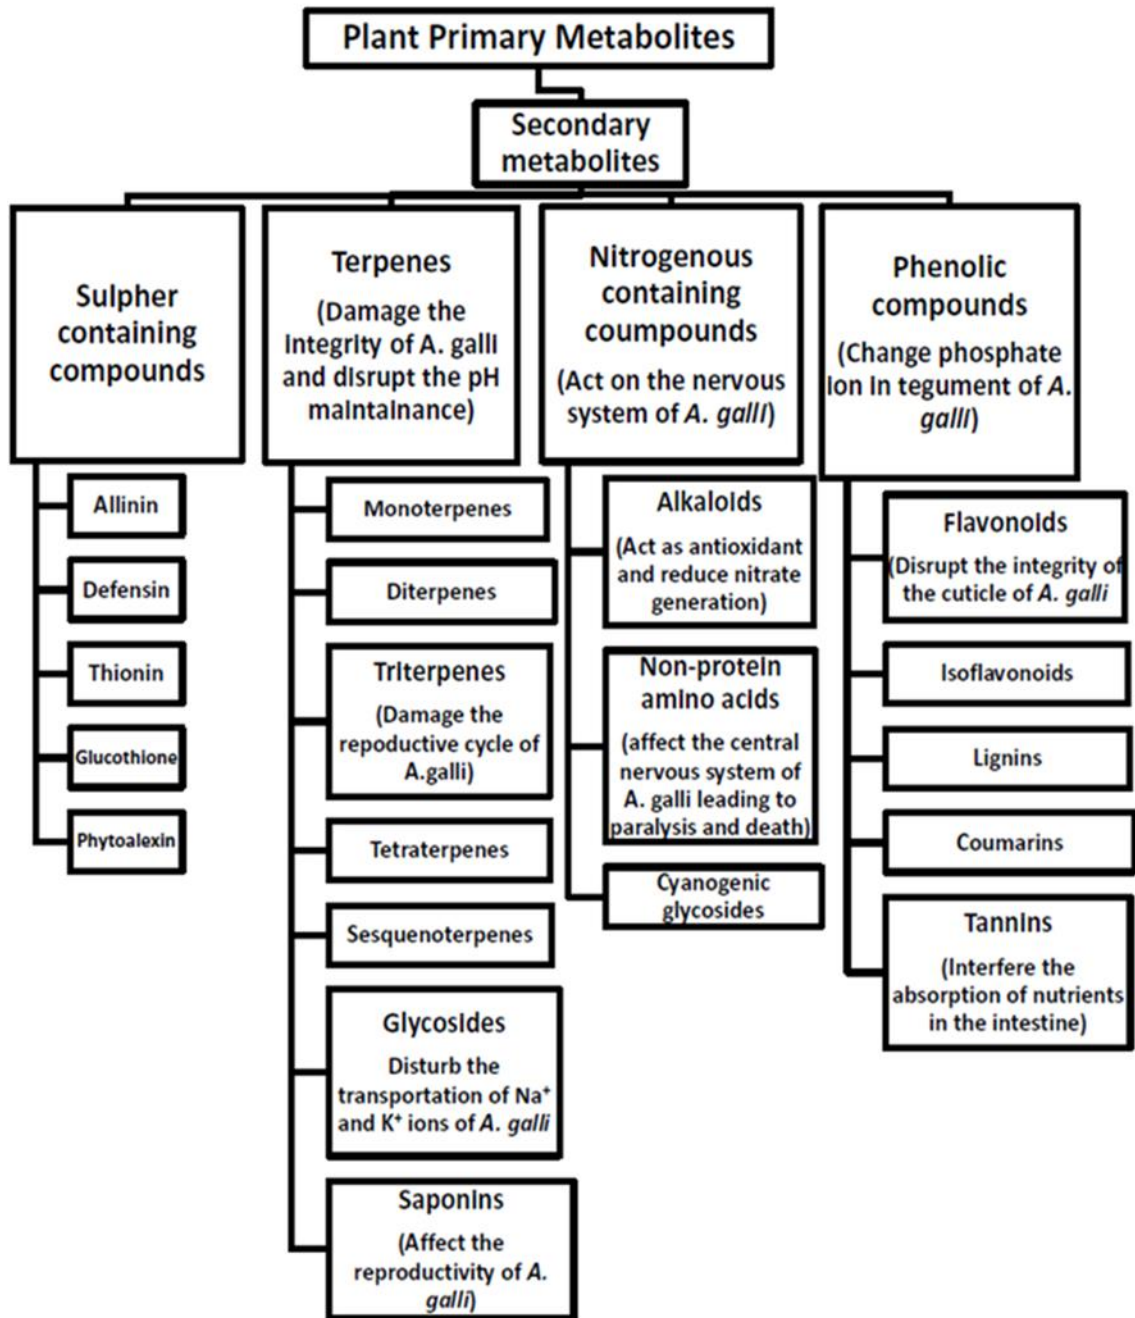 Plant Primary Metabolites
Secondary
metabolites
Sulpher
containing
compounds
Allinin
Defensin
Thionin
Glucothione
Phytoalexin
Terpenes
(Damage the
integrity of A. galli
and disrupt the pH
maintainance)
Monoterpenes
Diterpenes
Triterpenes
(Damage the
repoductive cycle of
A.galli)
Tetraterpenes
Sesquenoterpenes
Glycosides
Disturb the
transportation of Na⁺
and K⁺ ions of A. galli
Saponins
(Affect the
reproductivity of A.
galli)
Nitrogenous
containing
coumpounds
(Act on the nervous
system of A. galli)
Alkaloids
(Act as antioxidant
and reduce nitrate
generation)
Non-protein
amino acids
(affect the central
nervous system of
A. galli leading to
paralysis and death)
Cyanogenic
glycosides
Phenolic
compounds
(Change phosphate
ion in tegument of A.
galli)
Flavonoids
(Disrupt the integrity of
the cuticle of A. galli
Isoflavonoids
Lignins
Coumarins
Tannins
(Interfere the
absorption of nutrients
in the intestine)